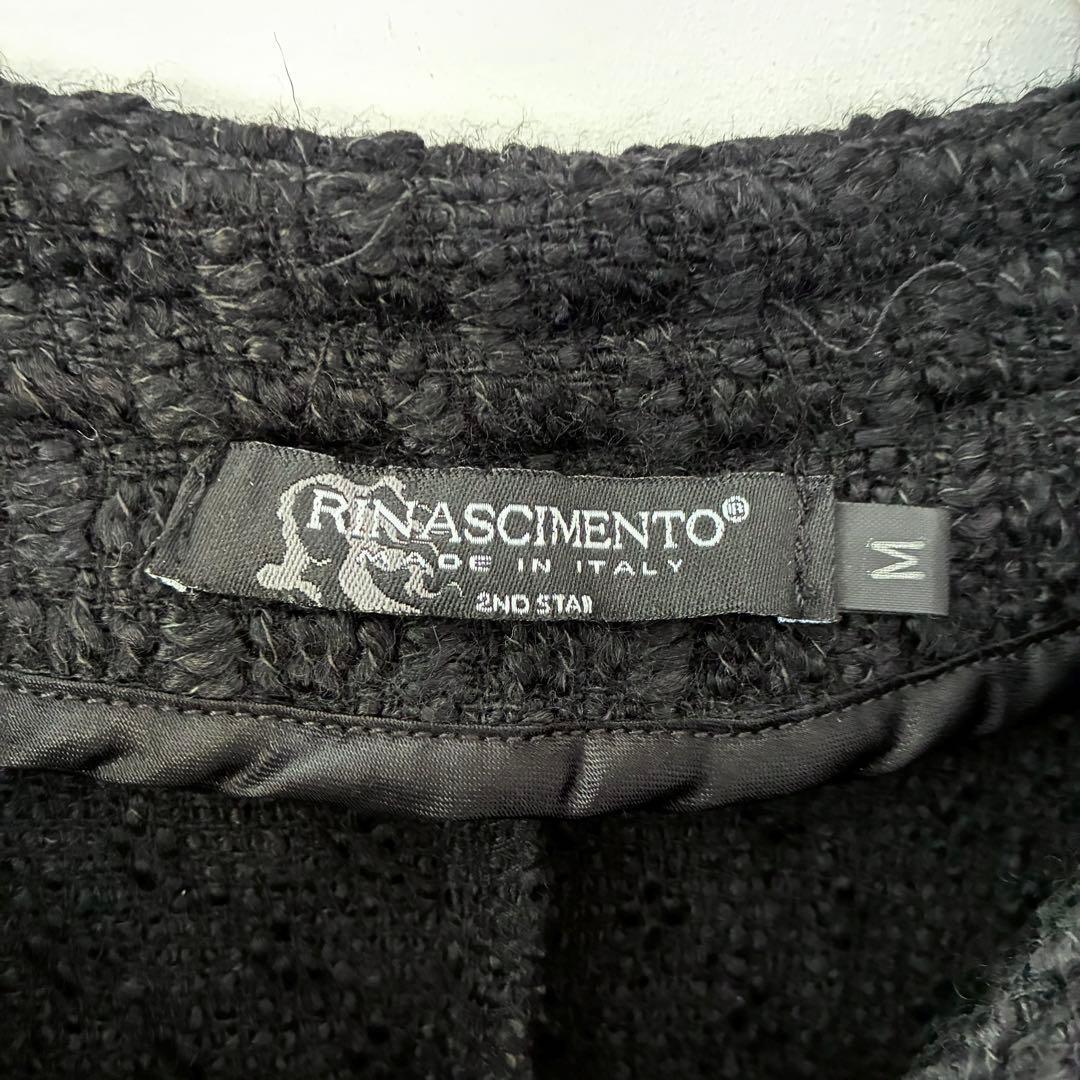 RINASCIMENTO®
MADE IN ITALY
2ND STAR
M